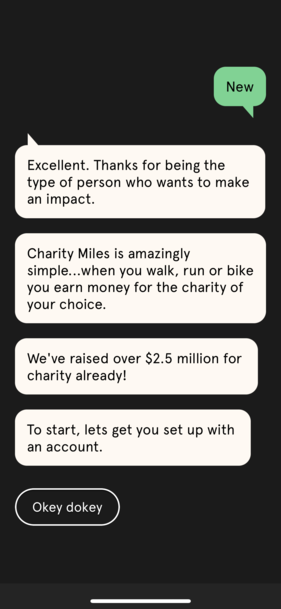 New
Excellent. Thanks for being the
type of person who wants to make
an impact.
Charity Miles is amazingly
simple...when you walk, run or bike
you earn money for the charity of
your choice.
We've raised over $2.5 million for
charity already!
To start, lets get you set up with
an account.
Okey dokey